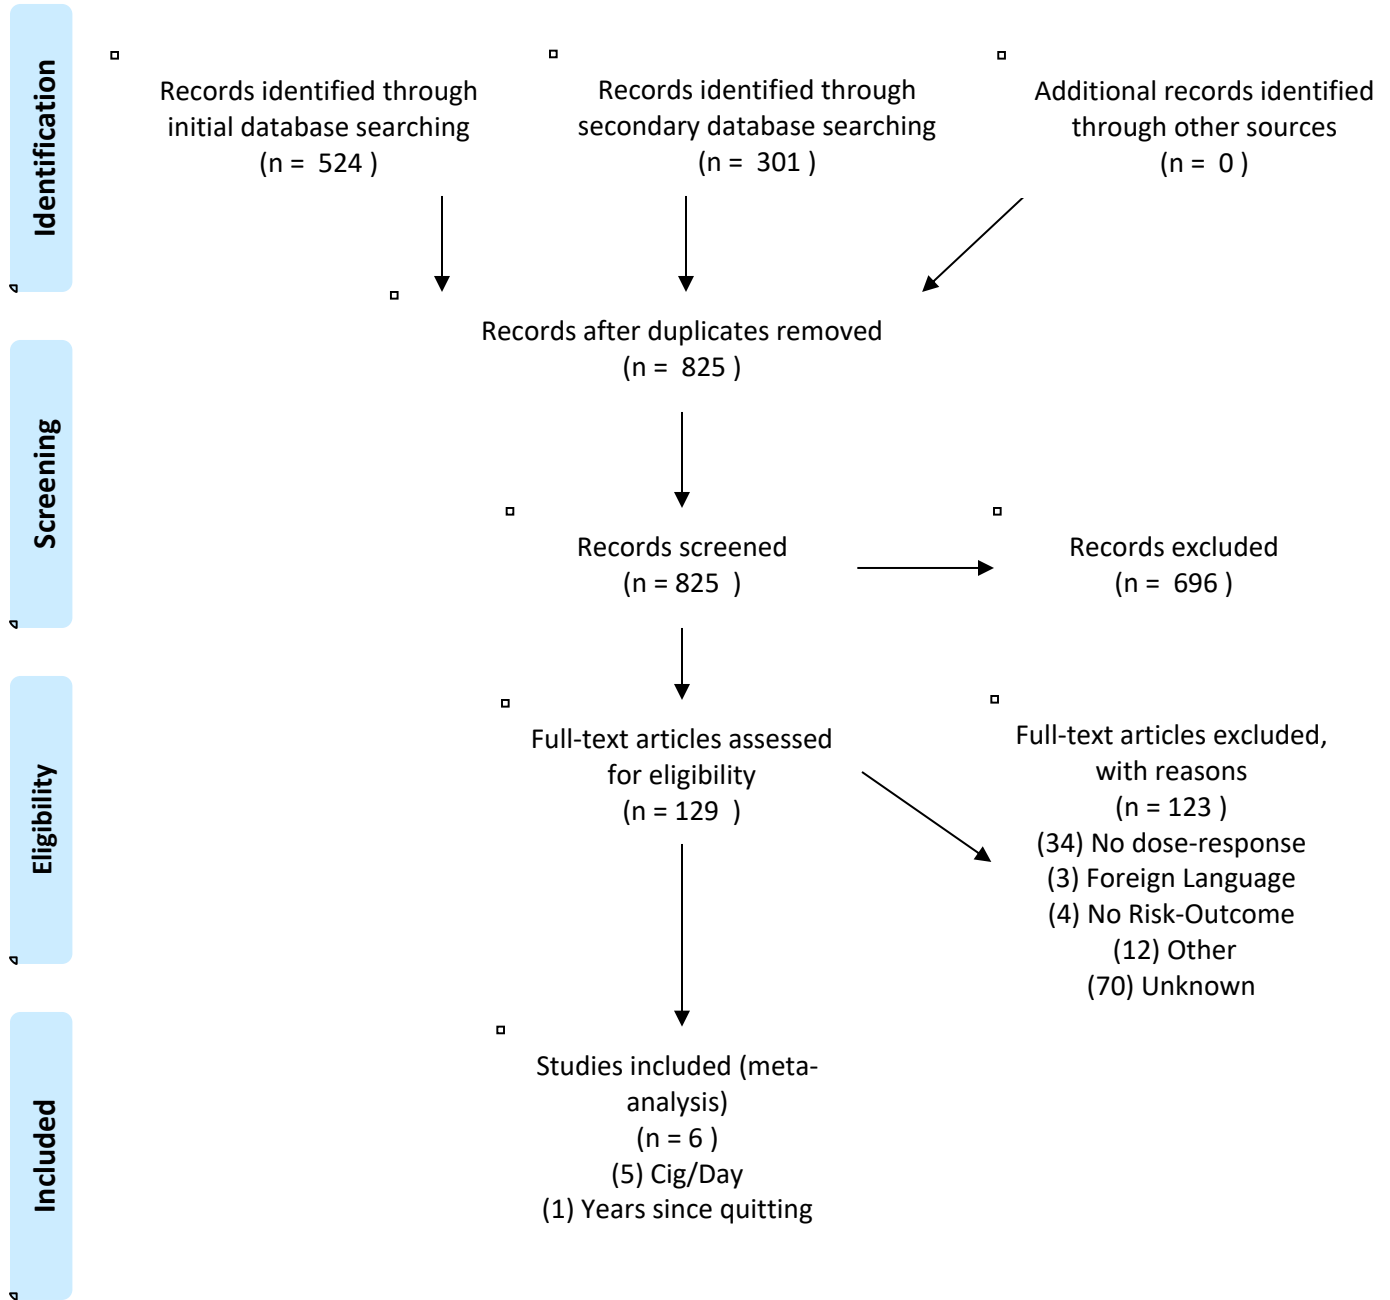 Identification
Records identified through
initial database searching
(n =  524 )
Records identified through
secondary database searching
(n =  301 )
Additional records identified
through other sources
(n =  0 )
Records after duplicates removed
(n =  825 )
Screening
Records screened
(n = 825  )
Records excluded
(n =  696 )
Eligibility
Full-text articles assessed
for eligibility
(n = 129  )
Full-text articles excluded,
with reasons
(n = 123 )
(34) No dose-response
(3) Foreign Language
(4) No Risk-Outcome
(12) Other
(70) Unknown
Included
Studies included (meta-
analysis)
(n = 6 )
(5) Cig/Day
(1) Years since quitting